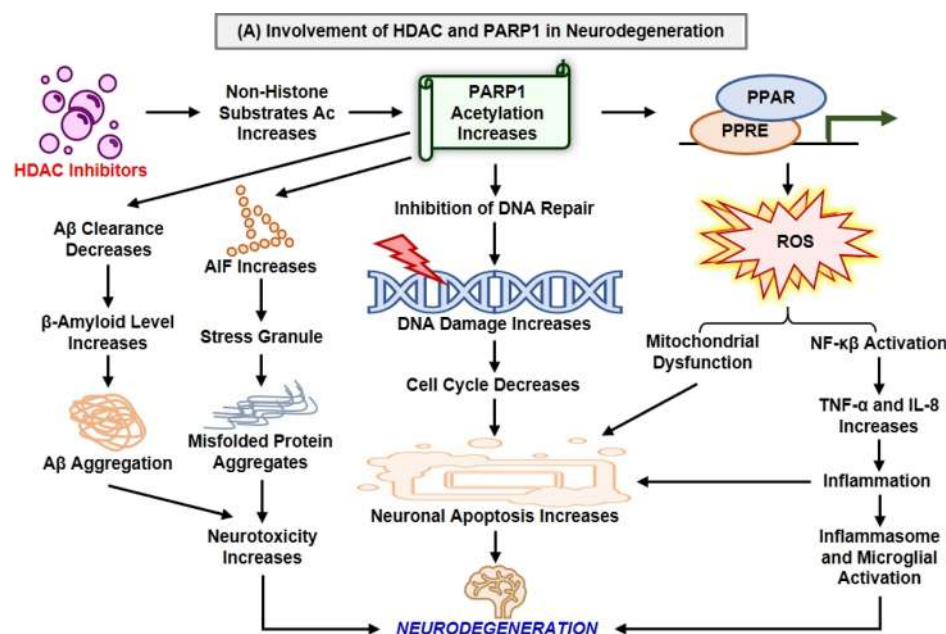 (A) Involvement of HDAC and PARP1 in Neurodegeneration
HDAC Inhibitors
Non-Histone
Substrates Ac
Increases
PARP1
Acetylation
Increases
PPAR
PPRE
Aβ Clearance
Decreases
β-Amyloid Level
Increases
Aβ Aggregation
AIF Increases
Stress Granule
Misfolded Protein
Aggregates
Neurotoxicity
Increases
Inhibition of DNA Repair
DNA Damage Increases
Cell Cycle Decreases
Neuronal Apoptosis Increases
ROS
Mitochondrial
Dysfunction
NF-κβ Activation
TNF-α and IL-8
Increases
Inflammation
Inflammasome
and Microglial
Activation
NEURODEGENERATION